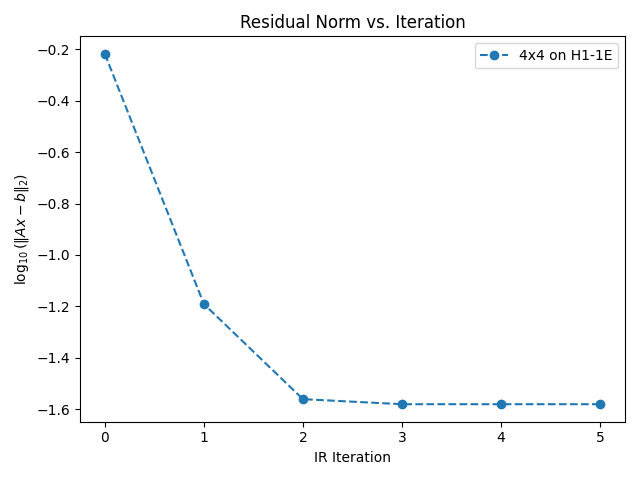 Residual Norm vs. Iteration
4x4 on H1-1E
log₁₀(‖Ax − b‖₂)
−0.2
−0.4
−0.6
−0.8
−1.0
−1.2
−1.4
−1.6
0 1 2 3 4 5
IR Iteration